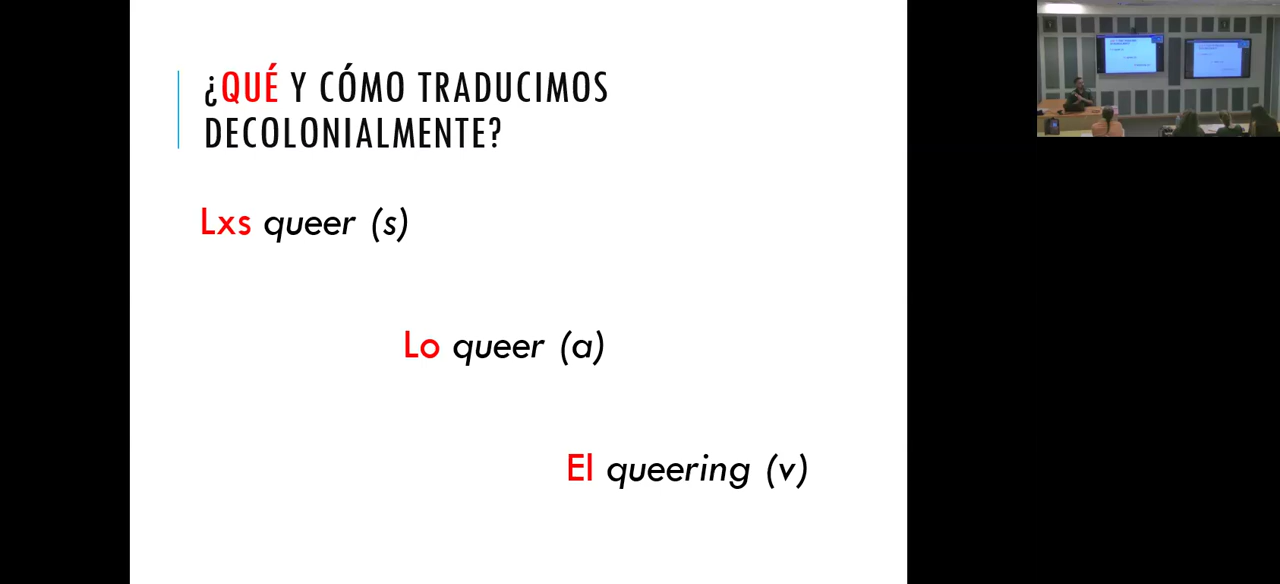 ¿QUÉ Y CÓMO TRADUCIMOS
DECOLONIALMENTE?
Lxs queer (s)
Lo queer (a)
El queering (v)